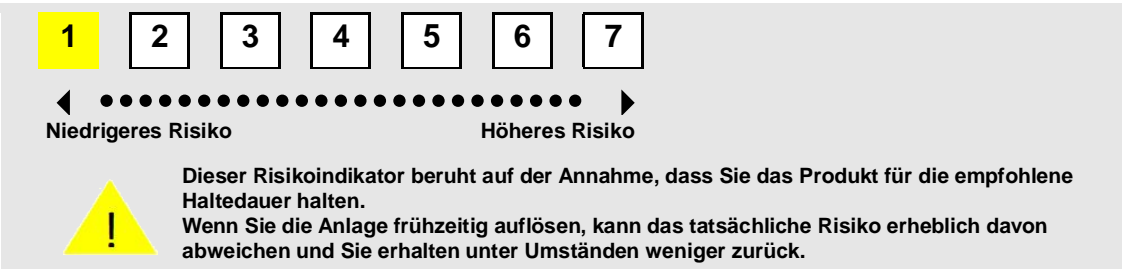 1 2 3 4 5 6 7
Niedrigeres Risiko Höheres Risiko
Dieser Risikoindikator beruht auf der Annahme, dass Sie das Produkt für die empfohlene
Haltedauer halten.
Wenn Sie die Anlage frühzeitig auflösen, kann das tatsächliche Risiko erheblich davon
abweichen und Sie erhalten unter Umständen weniger zurück.
!